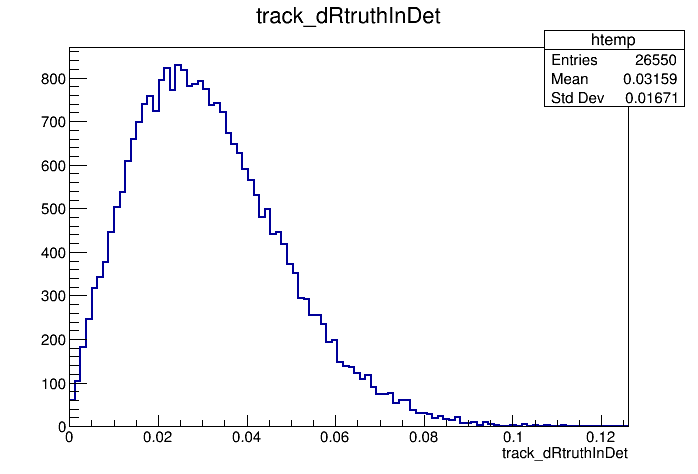 track_dRtruthInDet
htemp
Entries 26550
Mean 0.03159
Std Dev 0.01671
800
700
600
500
400
300
200
100
0
0 0.02 0.04 0.06 0.08 0.1 0.12
track_dRtruthInDet